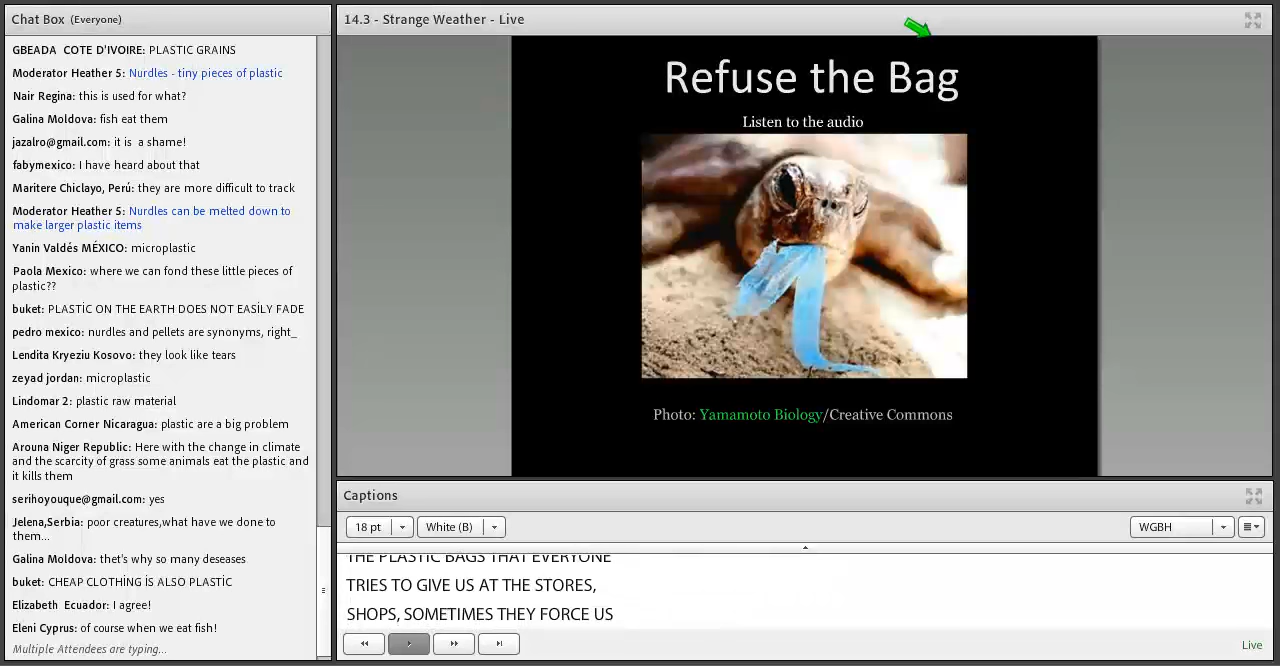 Chat Box (Everyone)
GBEADA COTE D'IVOIRE: PLASTIC GRAINS
Moderator Heather 5: Nurdles - tiny pieces of plastic
Nair Regina: this is used for what?
Galina Moldova: fish eat them
jazalro@gmail.com: it is a shame!
fabymexico: I have heard about that
Maritere Chiclayo, Perú: they are more difficult to track
Moderator Heather 5: Nurdles can be melted down to
make larger plastic items
Yanin Valdés MÉXICO: microplastic
Paola Mexico: where we can fond these little pieces of
plastic??
buket: PLASTİC ON THE EARTH DOES NOT EASİLY FADE
pedro mexico: nurdles and pellets are synonyms, right_
Lendita Kryeziu Kosovo: they look like tears
zeyad jordan: microplastic
Lindomar 2: plastic raw material
American Corner Nicaragua: plastic are a big problem
Arouna Niger Republic: Here with the change in climate
and the scarcity of grass some animals eat the plastic and
it kills them
serihoyouque@gmail.com: yes
Jelena,Serbia: poor creatures,what have we done to
them...
Galina Moldova: thet's why so many deseases
buket: CHEAP CLOTHİNG İS ALSO PLASTİC
Elizabeth Ecuador: I agree!
Eleni Cyprus: of course when we eat fish!
Multiple Attendees are typing...
14.3 - Strange Weather - Live
Refuse the Bag
Listen to the audio
Photo: Yamamoto Biology/Creative Commons
Captions
18 pt
White (B)
WGBH
THE PLASTIC BAGS THAT EVERYONE
TRIES TO GIVE US AT THE STORES,
SHOPS, SOMETIMES THEY FORCE US
Live